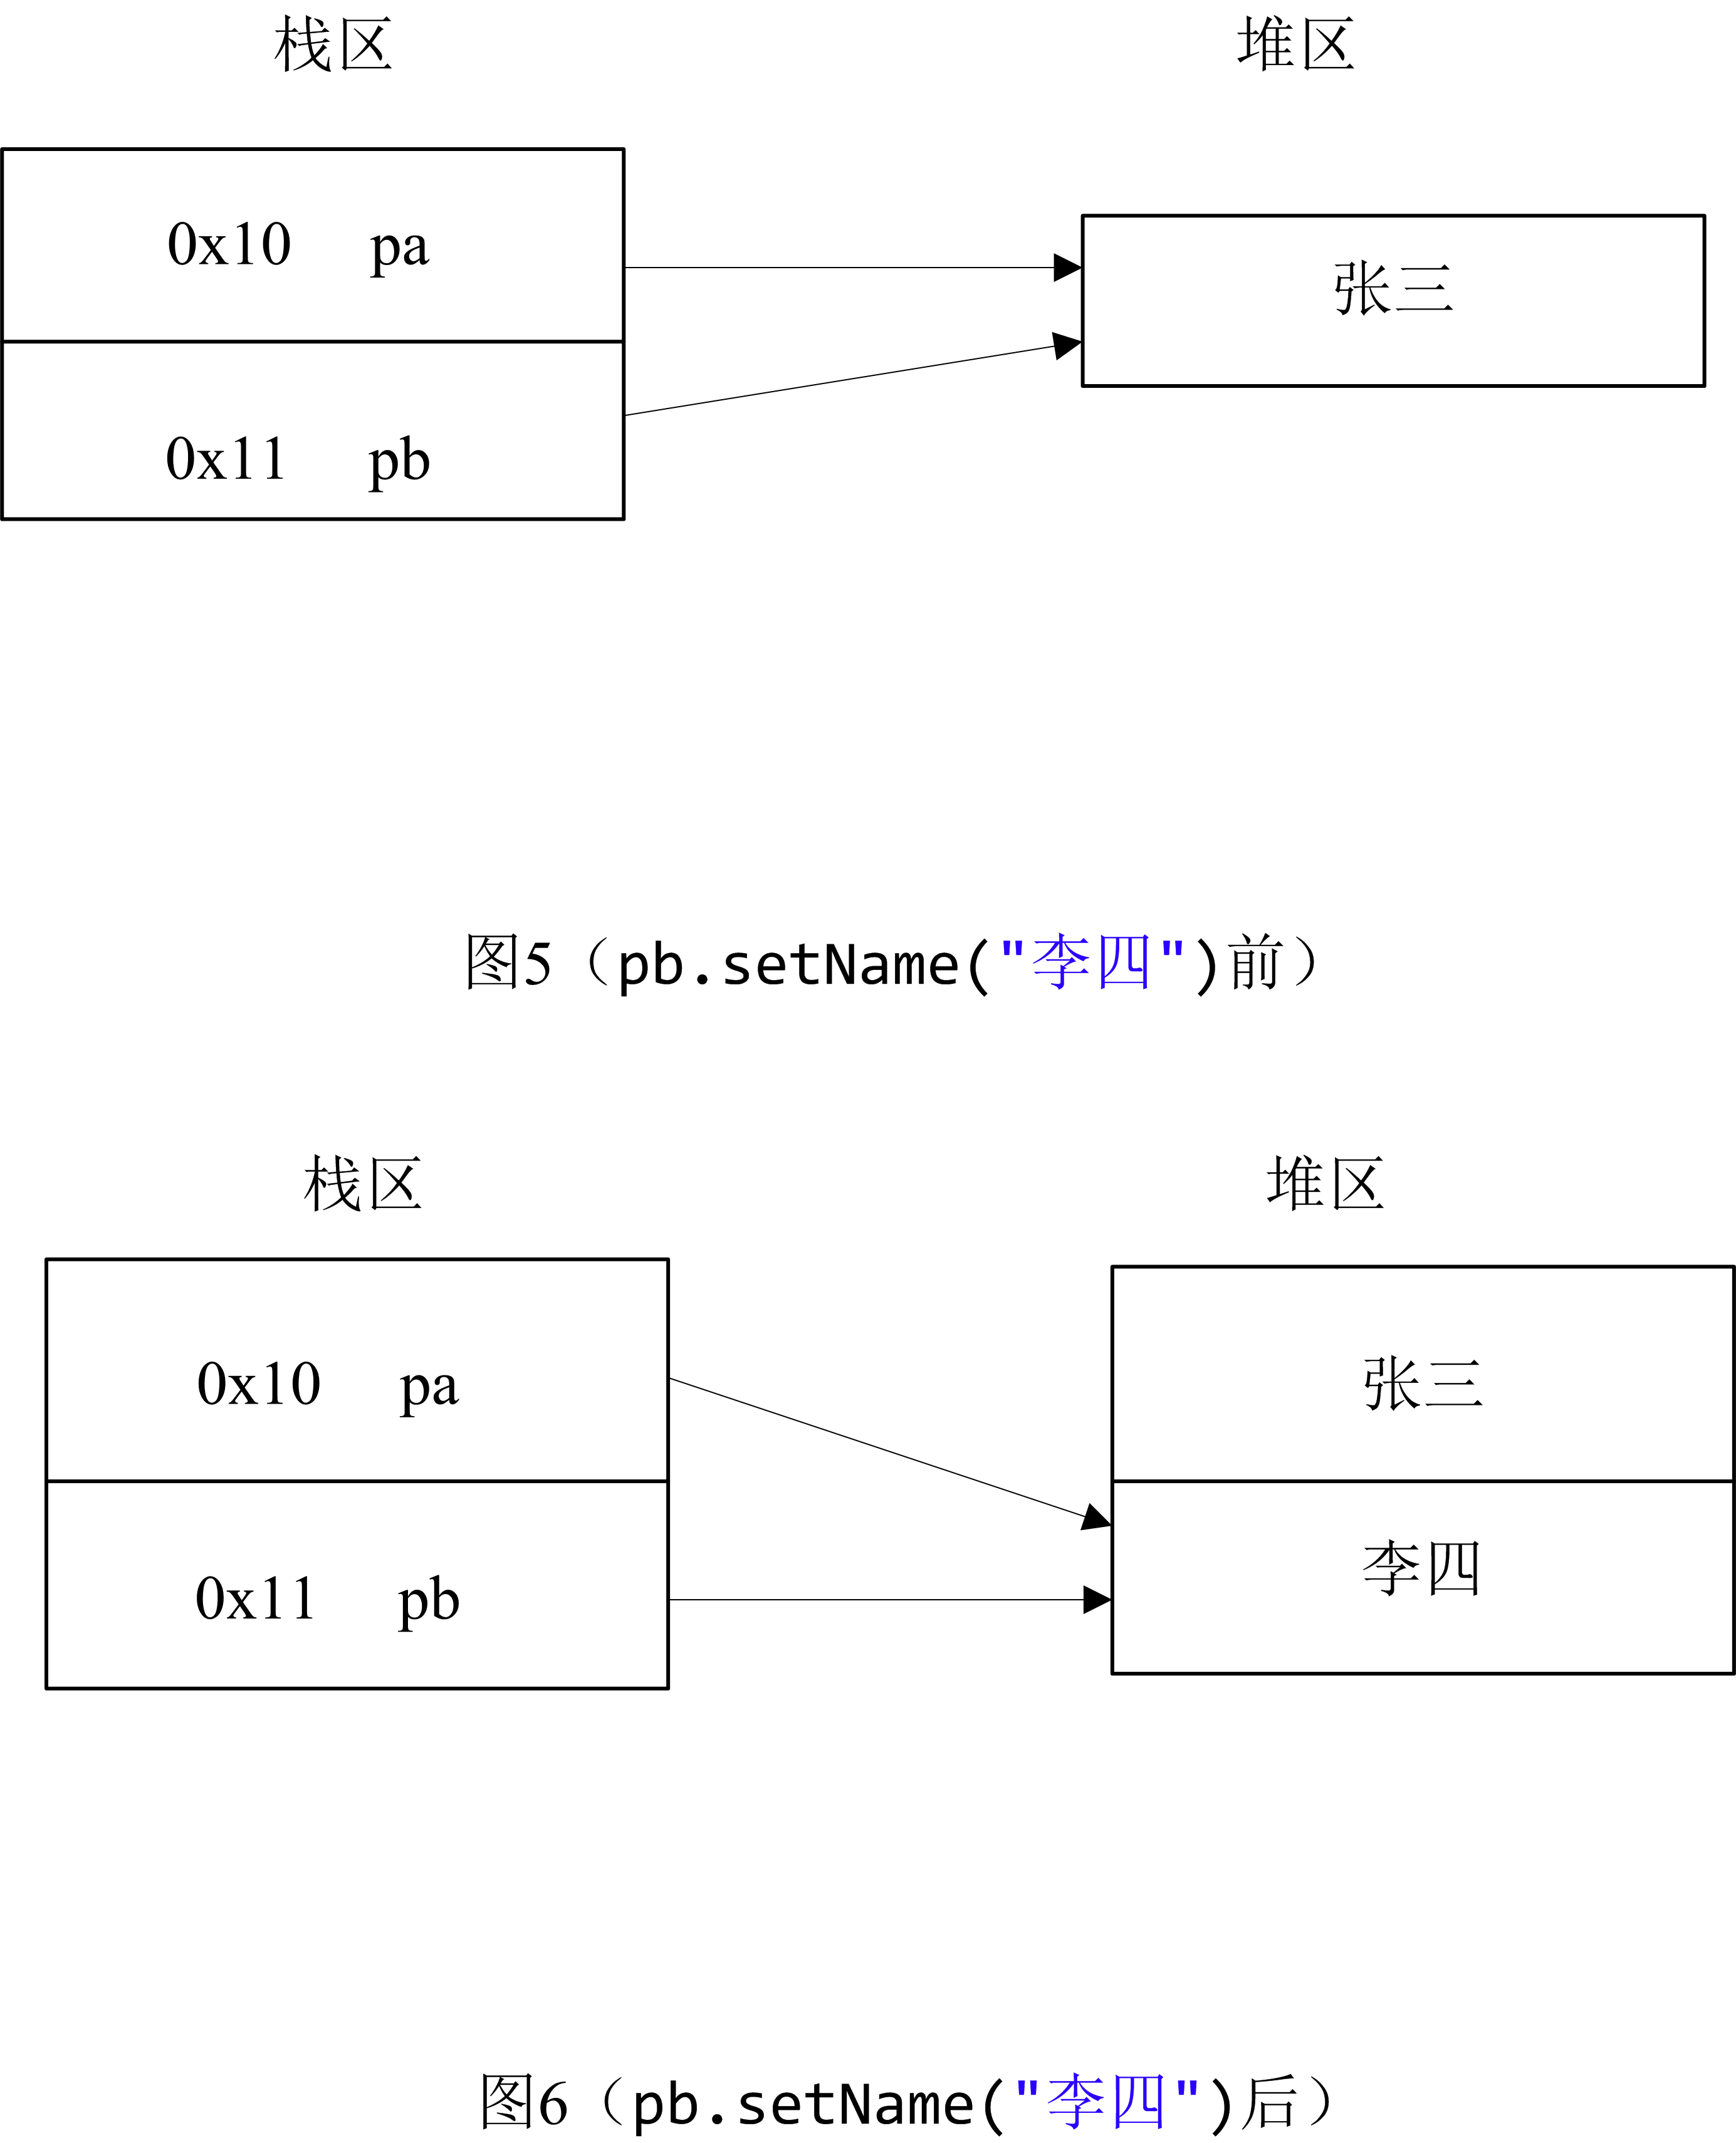 栈区 堆区
0x10 pa
张三
0x11 pb
图5（pb.setName("李四")前）
栈区 堆区
0x10 pa 张三
0x11 pb 李四
图6（pb.setName("李四")后）